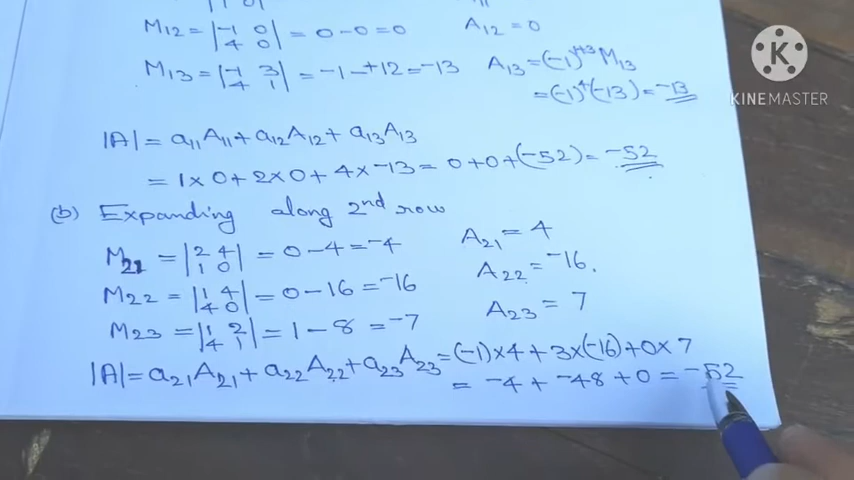 M12 = |-1 0 4 0| = 0-0=0 A12 = 0
M13 = |-1 3 4 1| = -1-+12 = -13 A13 = (-1)^1+3 M13
= (-1)^4 (-13) = -13
|A| = a11A11 + a12A12 + a13A13
= 1×0 + 2×0 + 4×-13 = 0+0+(-52) = -52
(b) Expanding along 2nd row
M21 = |2 4 1 0| = 0-4 = -4 A21 = 4
M22 = |1 4 4 0| = 0-16 = -16 A22 = -16.
M23 = |1 2 4 1| = 1-8 = -7 A23 = 7
|A| = a21A21 + a22A22 + a23A23 = (-1)×4 + 3×(-16) + 0×7
= -4 + -48 + 0 = -52
K
KINEMASTER